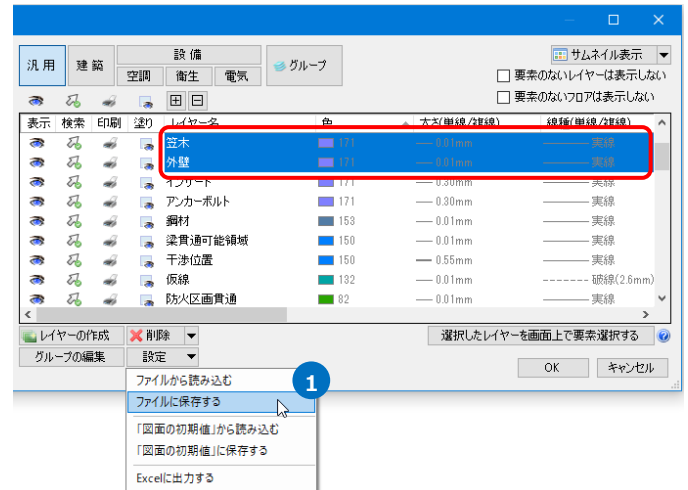 汎用 建築 設備 グループ サムネイル表示
空調 衛生 電気
要素のないレイヤーは表示しない
要素のないフロアは表示しない
表示 検索 印刷 塗り レイヤー名 色 太さ(単線/複線) 線種(単線/複線)
笠木 171 0.01mm 実線
外壁 171 0.01mm 実線
インサート 171 0.30mm 実線
アンカーボルト 171 0.30mm 実線
鋼材 153 0.01mm 実線
梁貫通可能領域 150 0.01mm 実線
干渉位置 150 0.55mm 実線
仮線 132 0.01mm 破線(2.6mm)
防火区画貫通 82 0.01mm 実線
レイヤーの作成 削除 選択したレイヤーを画面上で要素選択する
グループの編集 設定
OK キャンセル
ファイルから読み込む
1
ファイルに保存する
「図面の初期値」から読み込む
「図面の初期値」に保存する
Excelに出力する